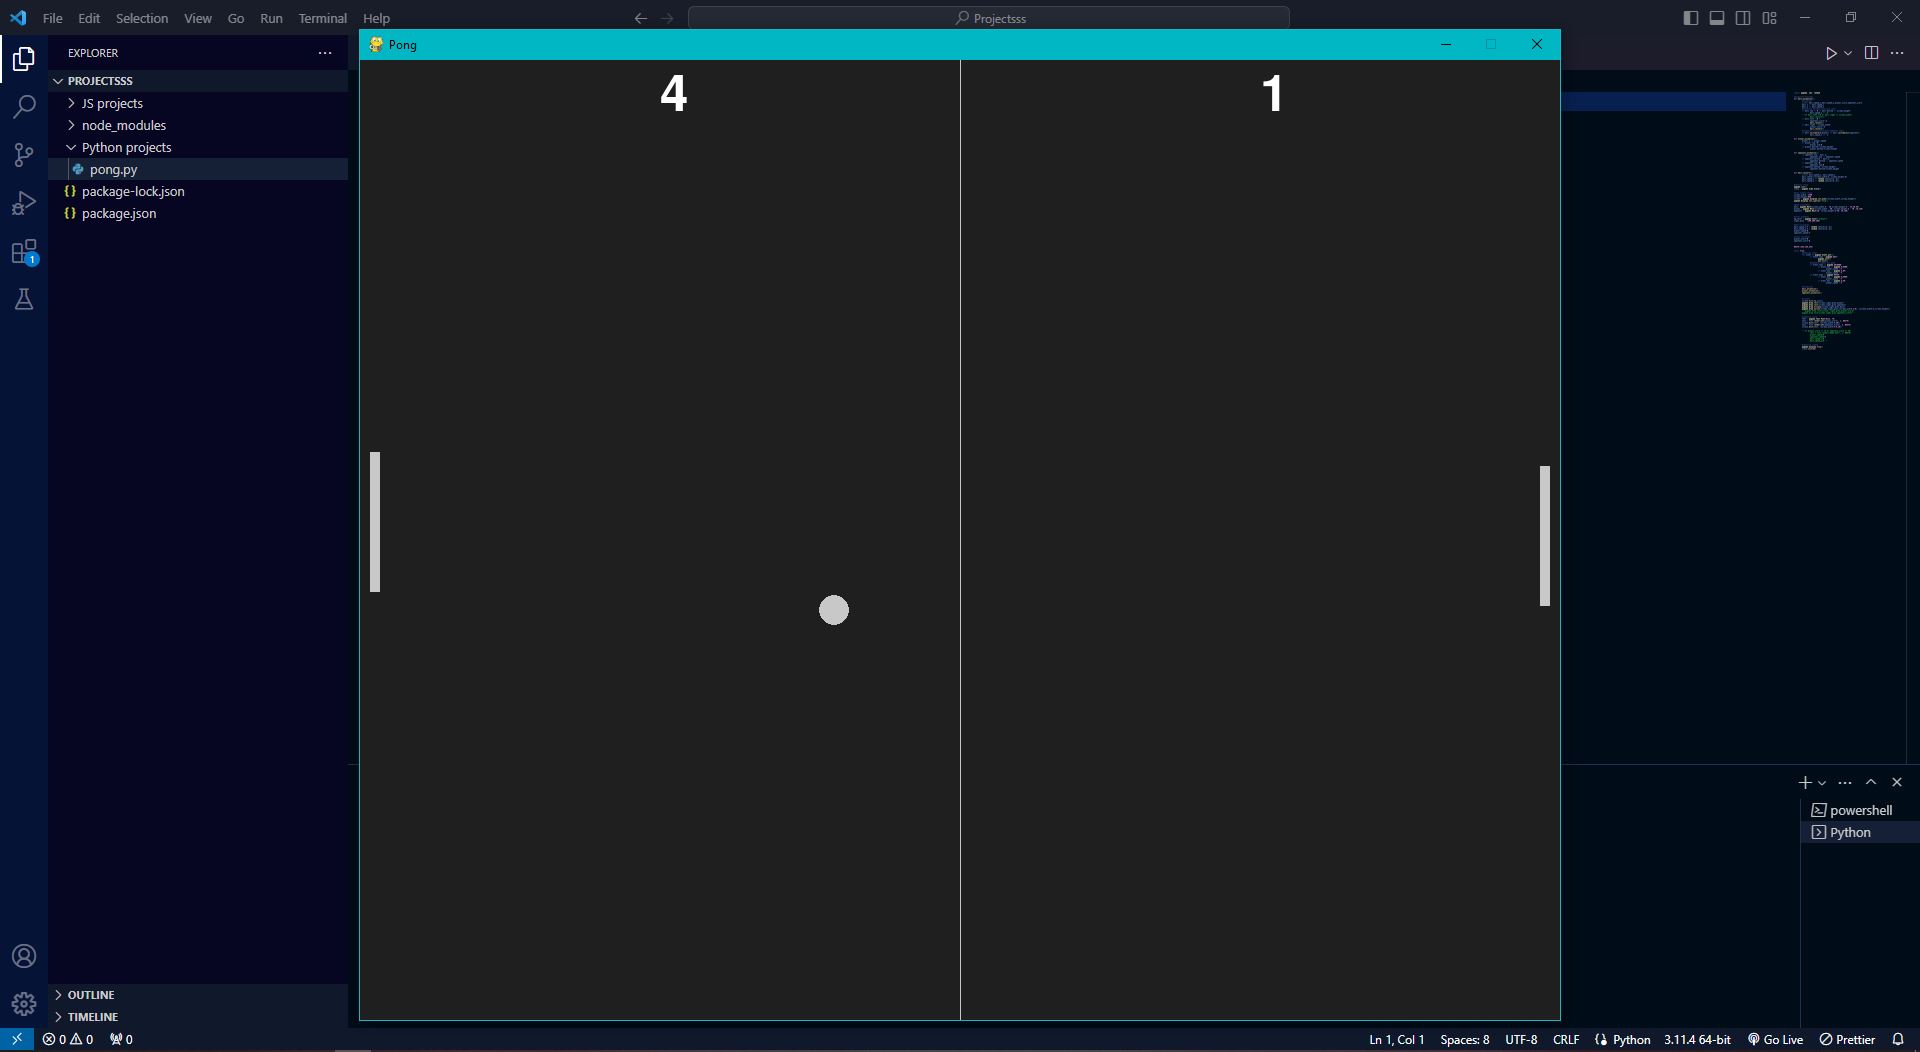 File Edit Selection View Go Run Terminal Help
Projectsss
EXPLORER
Pong
PROJECTSSS
4 1
JS projects
node_modules
Python projects
pong.py
package-lock.json
package.json
1
powershell
Python
OUTLINE
TIMELINE
0 0 0 Ln 1, Col 1 Spaces: 8 UTF-8 CRLF Python 3.11.4 64-bit Go Live Prettier